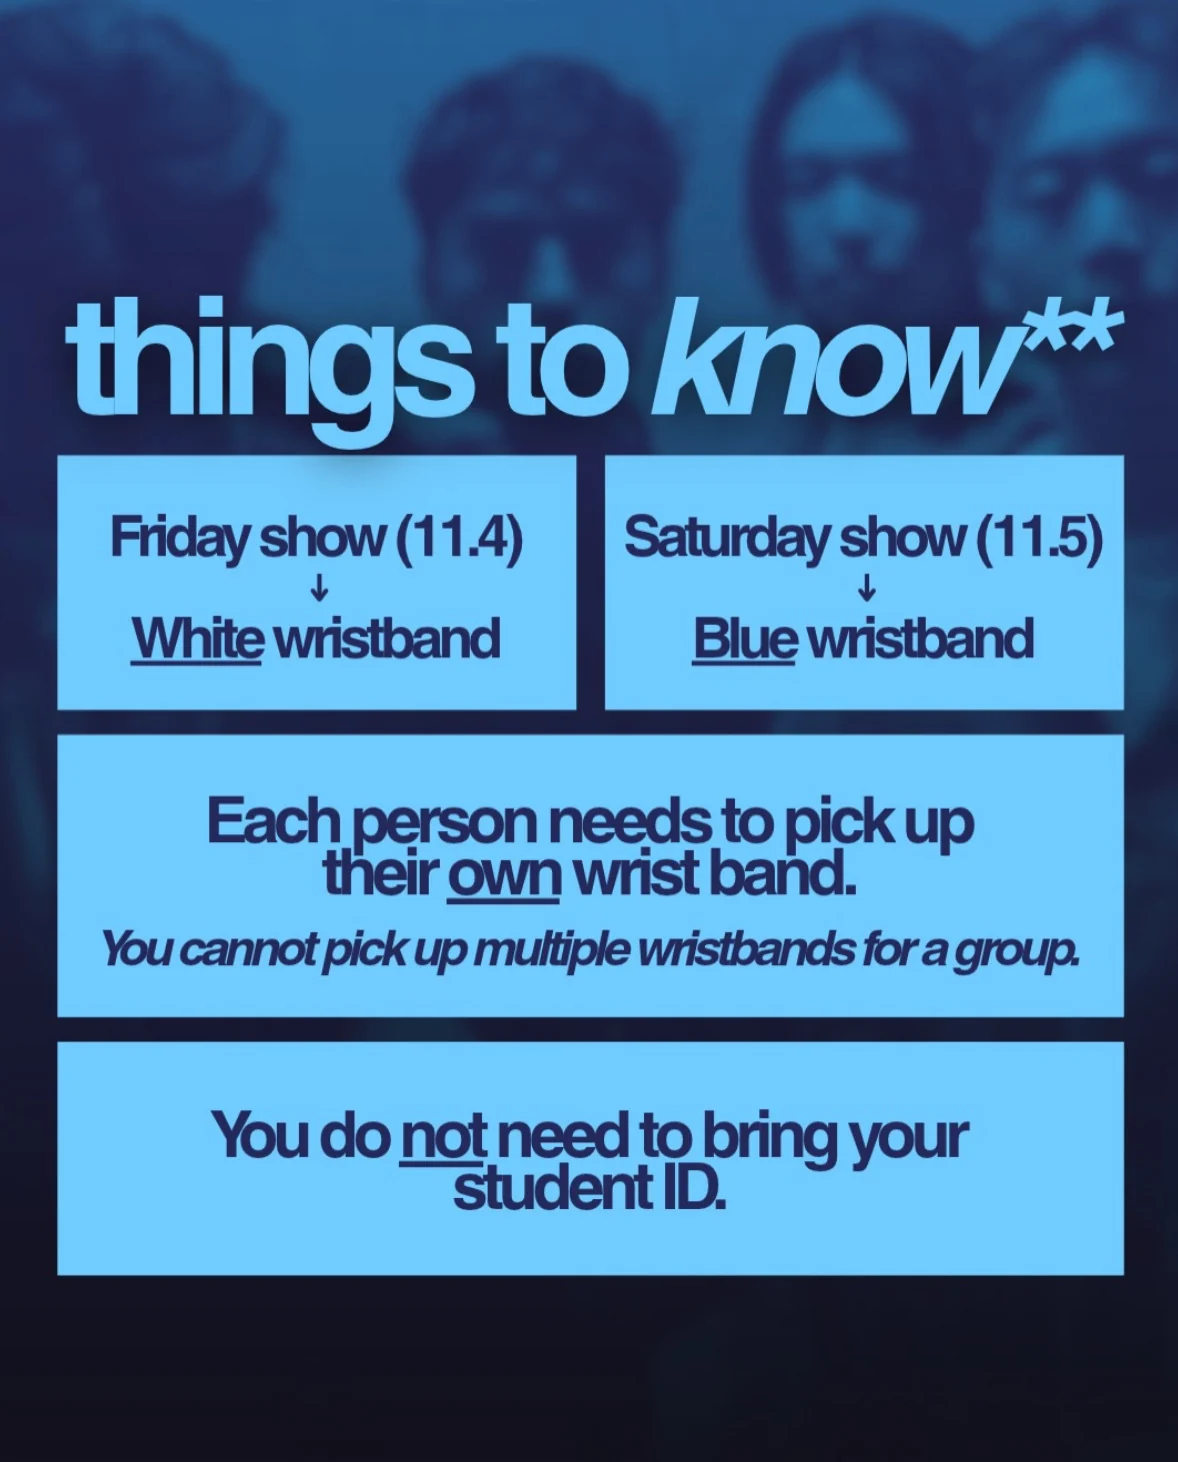 things to know**
Friday show (11.4)
↓
White wristband
Saturday show (11.5)
↓
Blue wristband
Each person needs to pick up
their own wrist band.
You cannot pick up multiple wristbands for a group.
You do not need to bring your
student ID.